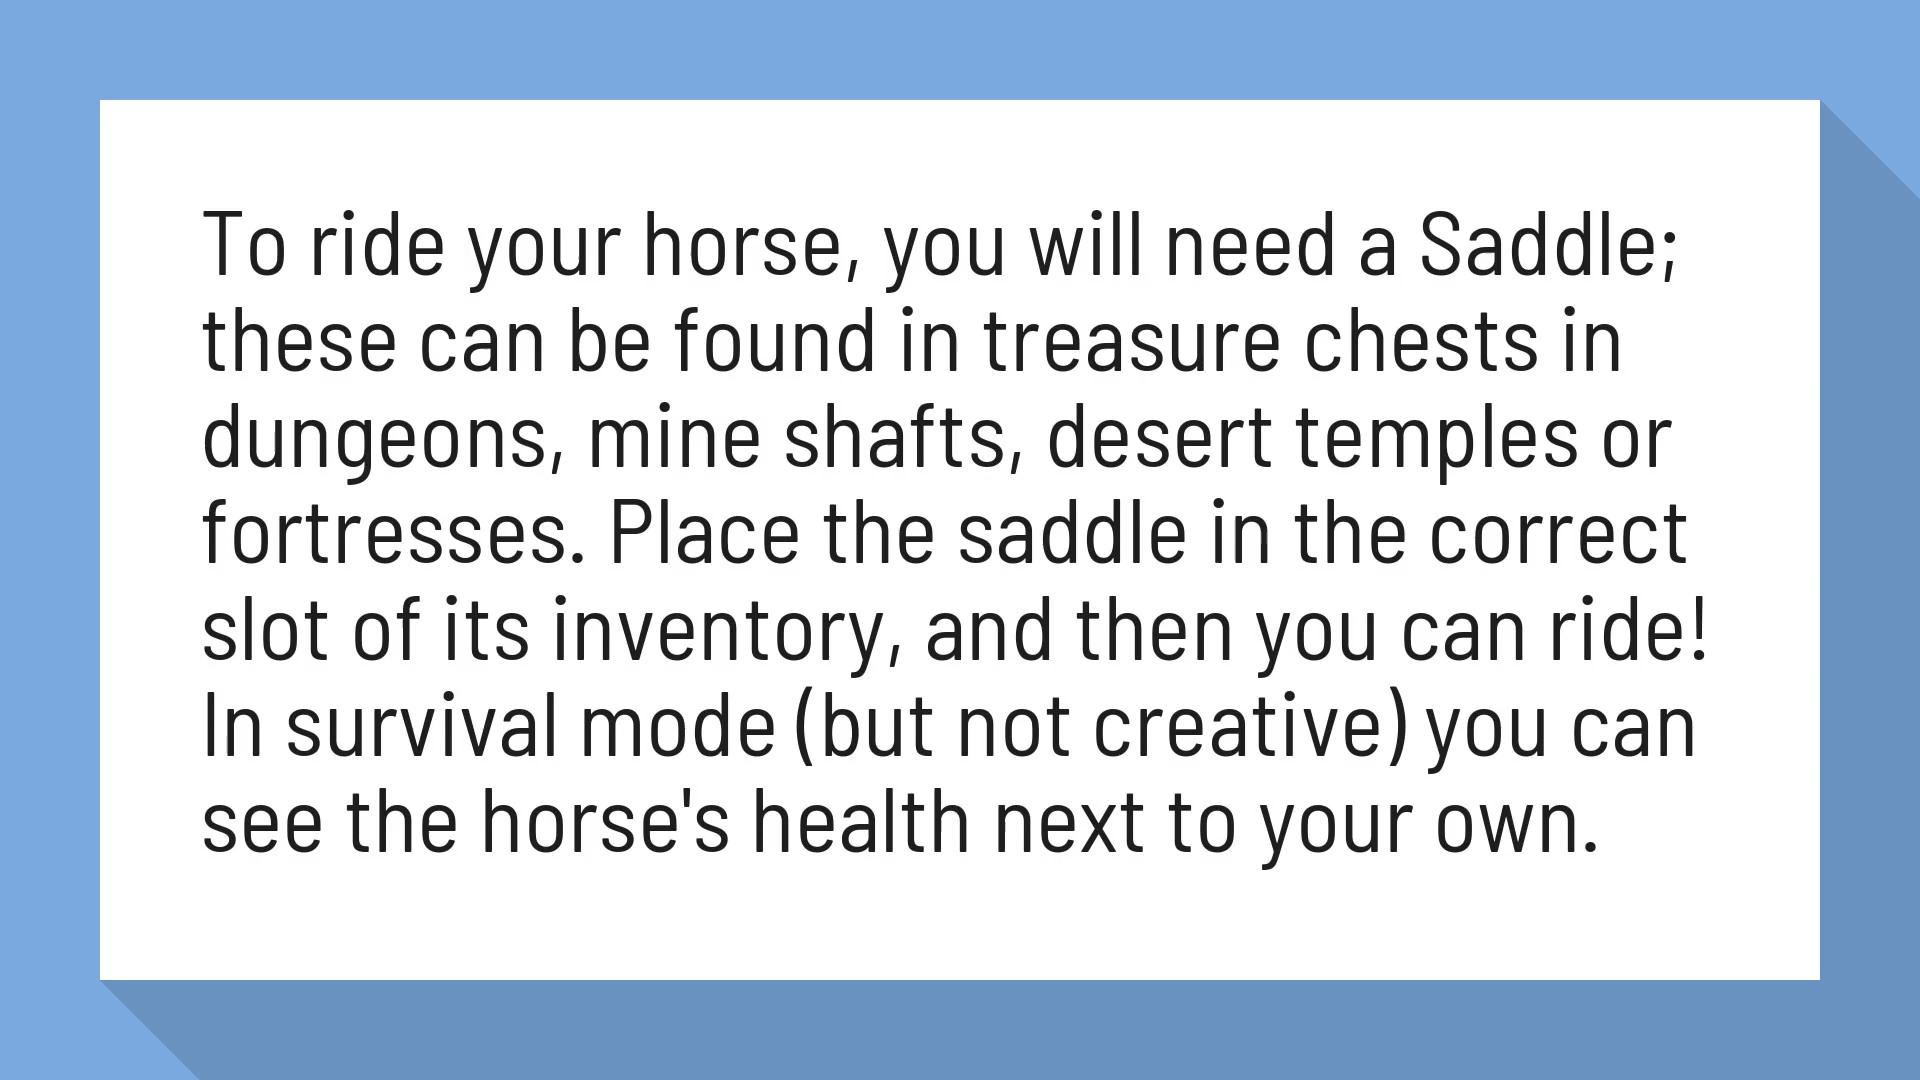 To ride your horse, you will need a Saddle;
these can be found in treasure chests in
dungeons, mine shafts, desert temples or
fortresses. Place the saddle in the correct
slot of its inventory, and then you can ride!
In survival mode (but not creative) you can
see the horse's health next to your own.